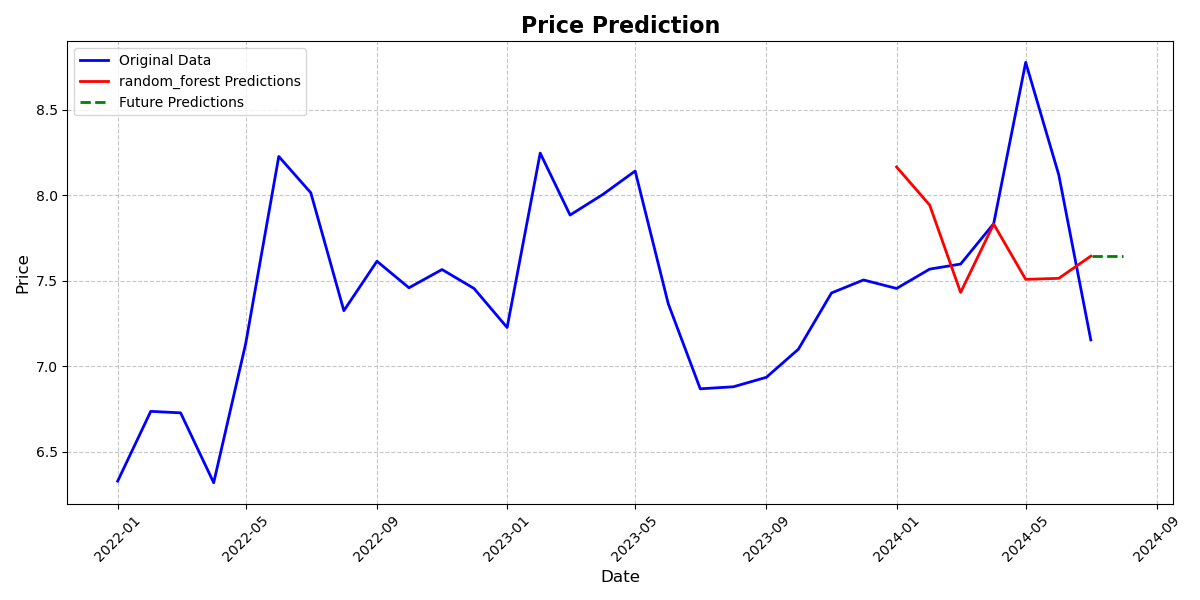 Price Prediction
Original Data
random_forest Predictions
Future Predictions
Price
8.5
8.0
7.5
7.0
6.5
2022-01
2022-05
2022-09
2023-01
2023-05
2023-09
2024-01
2024-05
2024-09
Date